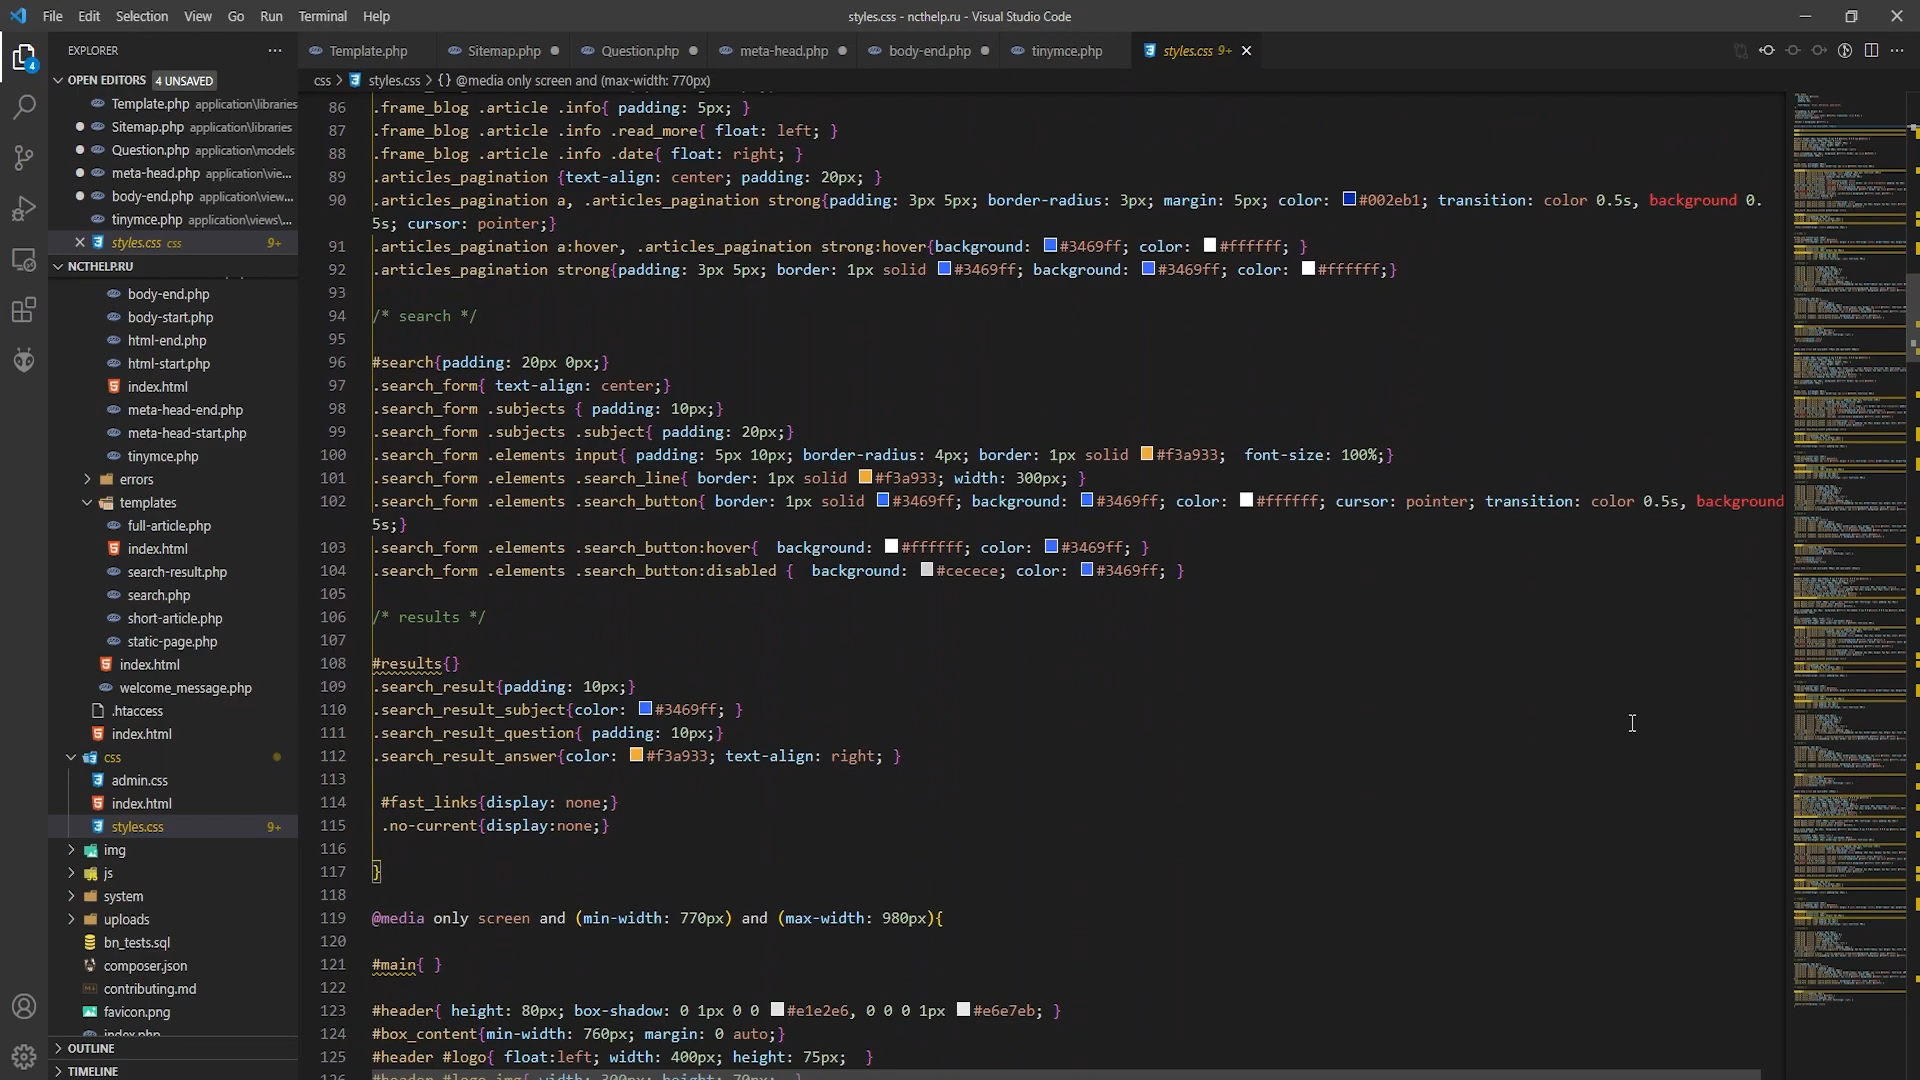 File Edit Selection View Go Run Terminal Help
styles.css - ncthelp.ru - Visual Studio Code
EXPLORER
Template.php
Sitemap.php
Question.php
meta-head.php
body-end.php
tinymce.php
styles.css 9+
OPEN EDITORS 4 UNSAVED
css > styles.css > {} @media only screen and (max-width: 770px)
Template.php application\libraries
Sitemap.php application\libraries
Question.php application\models
meta-head.php application\vie...
body-end.php application\view...
tinymce.php application\views\...
styles.css css 9+
NCTHELP.RU
4
body-end.php
body-start.php
html-end.php
html-start.php
index.html
meta-head-end.php
meta-head-start.php
tinymce.php
errors
templates
full-article.php
index.html
search-result.php
search.php
short-article.php
static-page.php
index.html
welcome_message.php
.htaccess
index.html
css
admin.css
index.html
styles.css 9+
img
js
system
uploads
bn_tests.sql
composer.json
contributing.md
favicon.png
index.php
OUTLINE
TIMELINE
86 .frame_blog .article .info{ padding: 5px; }
87 .frame_blog .article .info .read_more{ float: left; }
88 .frame_blog .article .info .date{ float: right; }
89 .articles_pagination {text-align: center; padding: 20px; }
90 .articles_pagination a, .articles_pagination strong{padding: 3px 5px; border-radius: 3px; margin: 5px; color: #002eb1; transition: color 0.5s, background 0.
5s; cursor: pointer;}
91 .articles_pagination a:hover, .articles_pagination strong:hover{background: #3469ff; color: #ffffff; }
92 .articles_pagination strong{padding: 3px 5px; border: 1px solid #3469ff; background: #3469ff; color: #ffffff;}
93
94 /* search */
95
96 #search{padding: 20px 0px;}
97 .search_form{ text-align: center;}
98 .search_form .subjects { padding: 10px;}
99 .search_form .subjects .subject{ padding: 20px;}
100 .search_form .elements input{ padding: 5px 10px; border-radius: 4px; border: 1px solid #f3a933;  font-size: 100%;}
101 .search_form .elements .search_line{ border: 1px solid #f3a933; width: 300px; }
102 .search_form .elements .search_button{ border: 1px solid #3469ff; background: #3469ff; color: #ffffff; cursor: pointer; transition: color 0.5s, background
5s;}
103 .search_form .elements .search_button:hover{  background: #ffffff; color: #3469ff; }
104 .search_form .elements .search_button:disabled {  background: #cecece; color: #3469ff; }
105
106 /* results */
107
108 #results{}
109 .search_result{padding: 10px;}
110 .search_result_subject{color: #3469ff; }
111 .search_result_question{ padding: 10px;}
112 .search_result_answer{color: #f3a933; text-align: right; }
113
114 #fast_links{display: none;}
115 .no-current{display:none;}
116
117 }
118
119 @media only screen and (min-width: 770px) and (max-width: 980px){
120
121 #main{ }
122
123 #header{ height: 80px; box-shadow: 0 1px 0 0 #e1e2e6, 0 0 0 1px #e6e7eb; }
124 #box_content{min-width: 760px; margin: 0 auto;}
125 #header #logo{ float:left; width: 400px; height: 75px;  }
126 #header #logo img{ width: 300px; height: 70px;  }